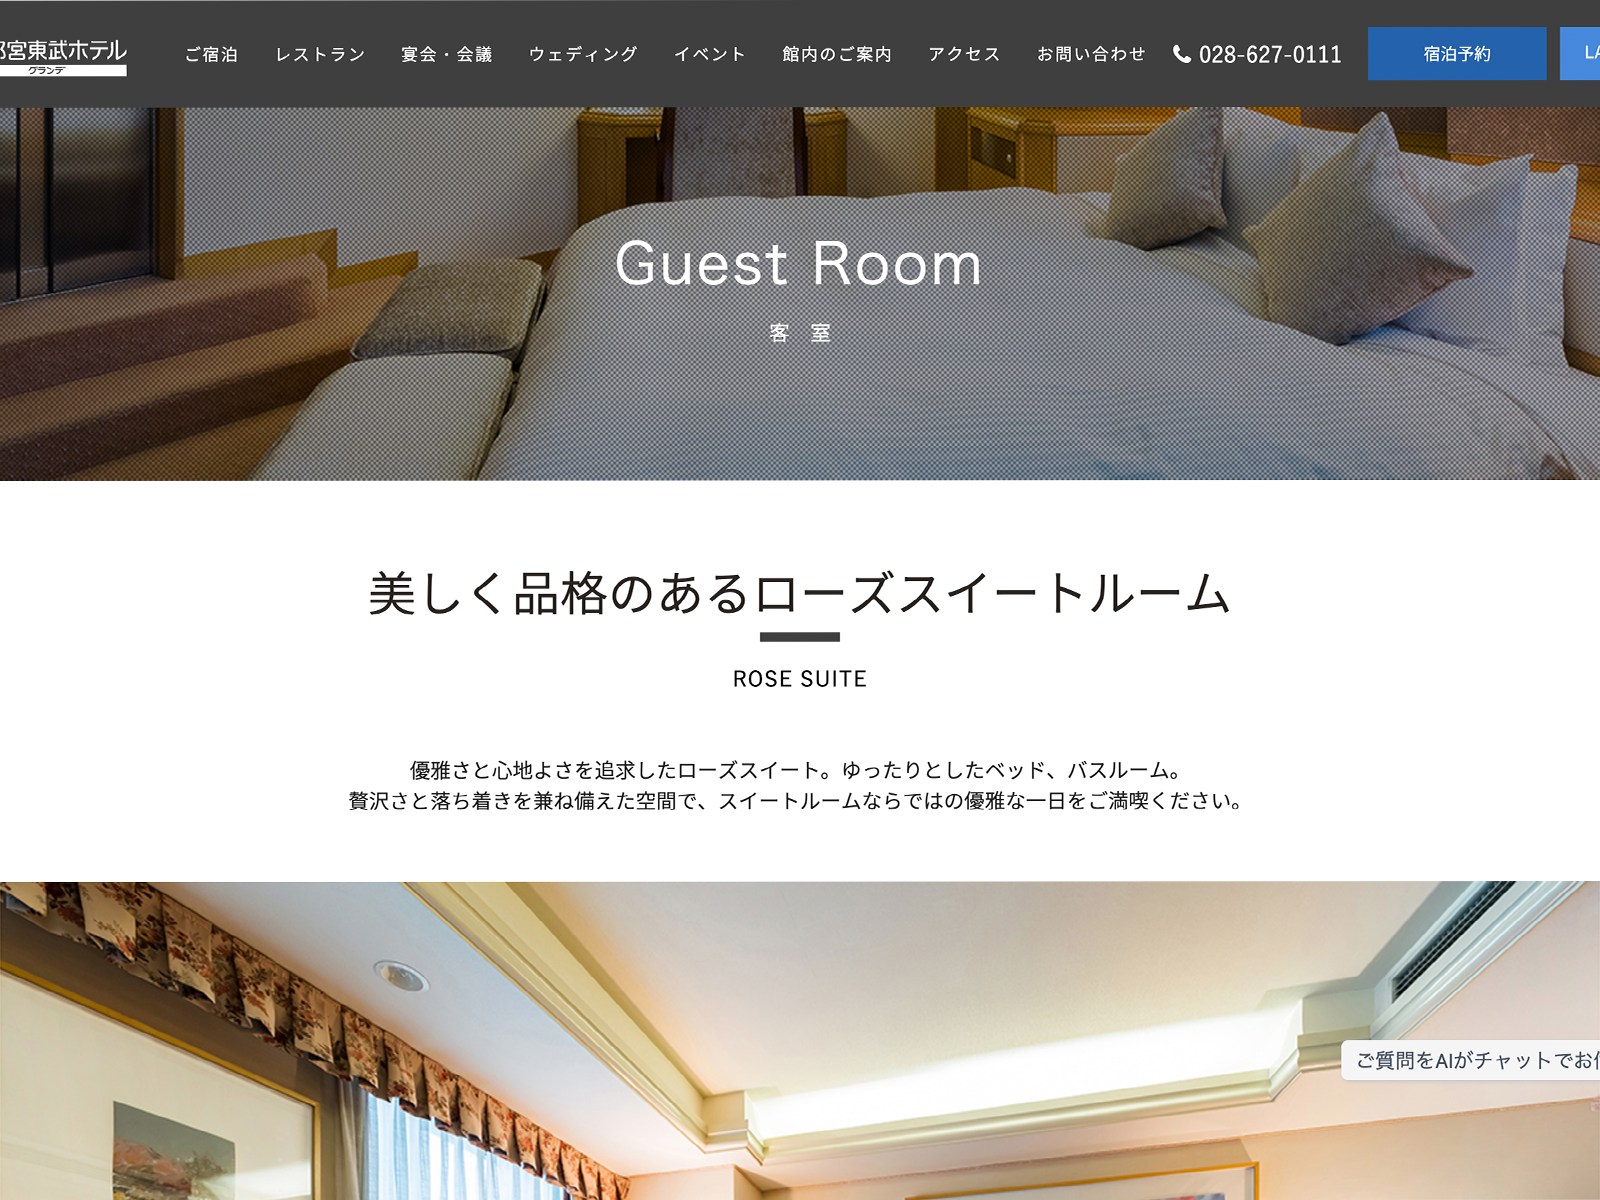 宮東武ホテル
グランデ
ご宿泊
レストラン
宴会・会議
ウェディング
イベント
館内のご案内
アクセス
お問い合わせ
028-627-0111
宿泊予約
Guest Room
客 室
美しく品格のあるローズスイートルーム
ROSE SUITE
優雅さと心地よさを追求したローズスイート。ゆったりとしたベッド、バスルーム。
贅沢さと落ち着きを兼ね備えた空間で、スイートルームならではの優雅な一日をご満喫ください。
ご質問をAIがチャットでお